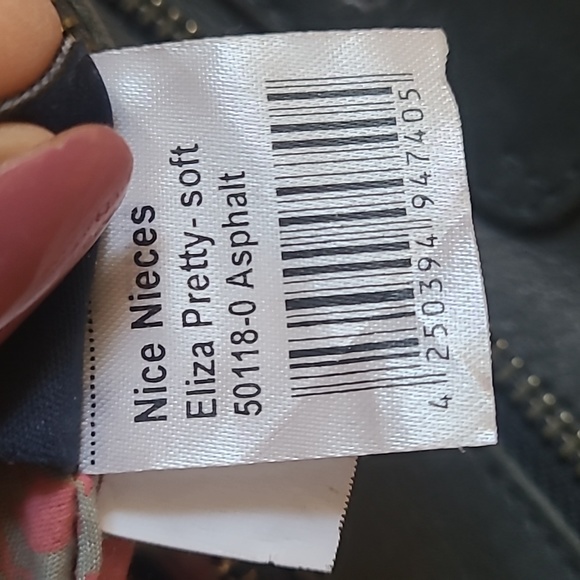 Nice Nieces
Eliza Pretty - soft
50118-0 Asphalt
4 250394 947405